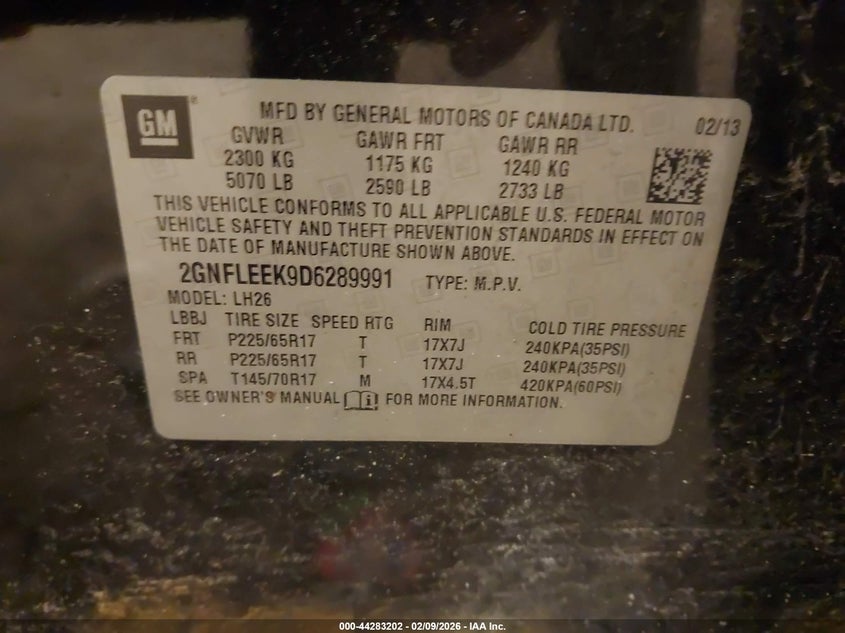 GM ® MFD BY GENERAL MOTORS OF CANADA LTD. 02/13
GVWR GAWR FRT GAWR RR
2300 KG 1175 KG 1240 KG
5070 LB 2590 LB 2733 LB
THIS VEHICLE CONFORMS TO ALL APPLICABLE U.S. FEDERAL MOTOR
VEHICLE SAFETY AND THEFT PREVENTION STANDARDS IN EFFECT ON
THE DATE OF MANUFACTURE SHOWN ABOVE.
2GNFLEEK9D6289991 TYPE: M.P.V.
MODEL: LH26
LBBJ TIRE SIZE SPEED RTG RIM COLD TIRE PRESSURE
FRT P225/65R17 T 17X7J 240KPA(35PSI)
RR P225/65R17 T 17X7J 240KPA(35PSI)
SPA T145/70R17 M 17X4.5T 420KPA(60PSI)
SEE OWNER'S MANUAL i FOR MORE INFORMATION.
000-44283202 - 02/09/2026 - IAA Inc.